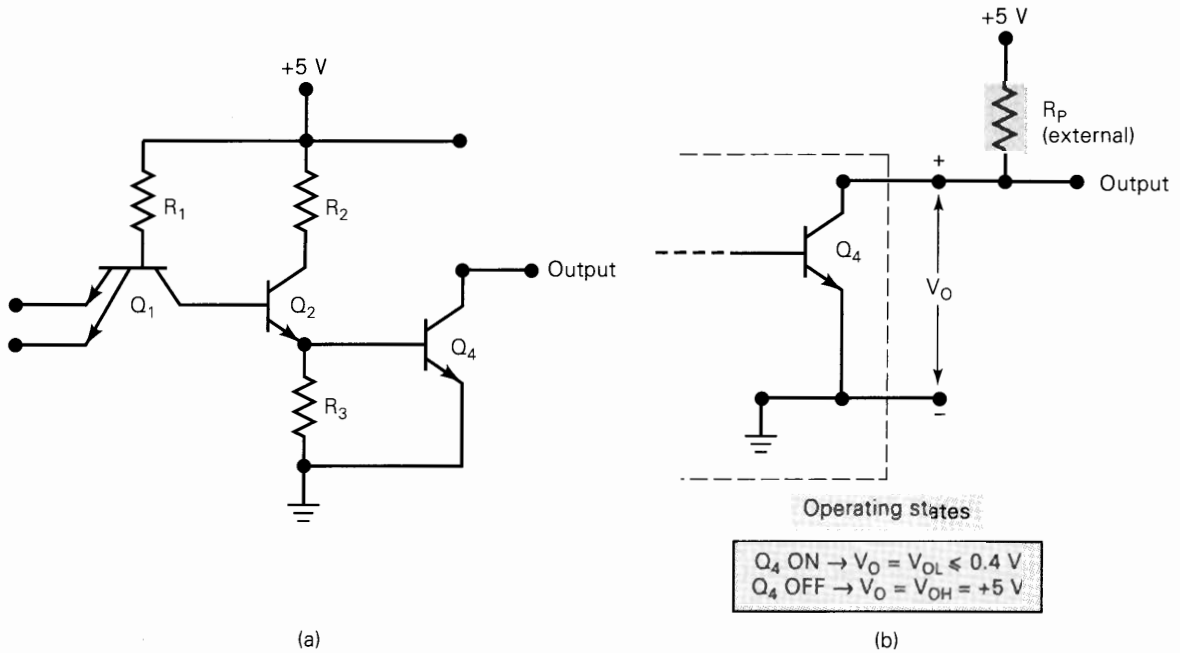 +5 V
R1
R2
Q1
Q2
Output
Q4
R3
(a)
+5 V
RP
(external)
+
Output
Q4
VO
–
Operating states
Q4 ON → VO = VOL ⩽ 0.4 V
Q4 OFF → VO = VOH = +5 V
(b)